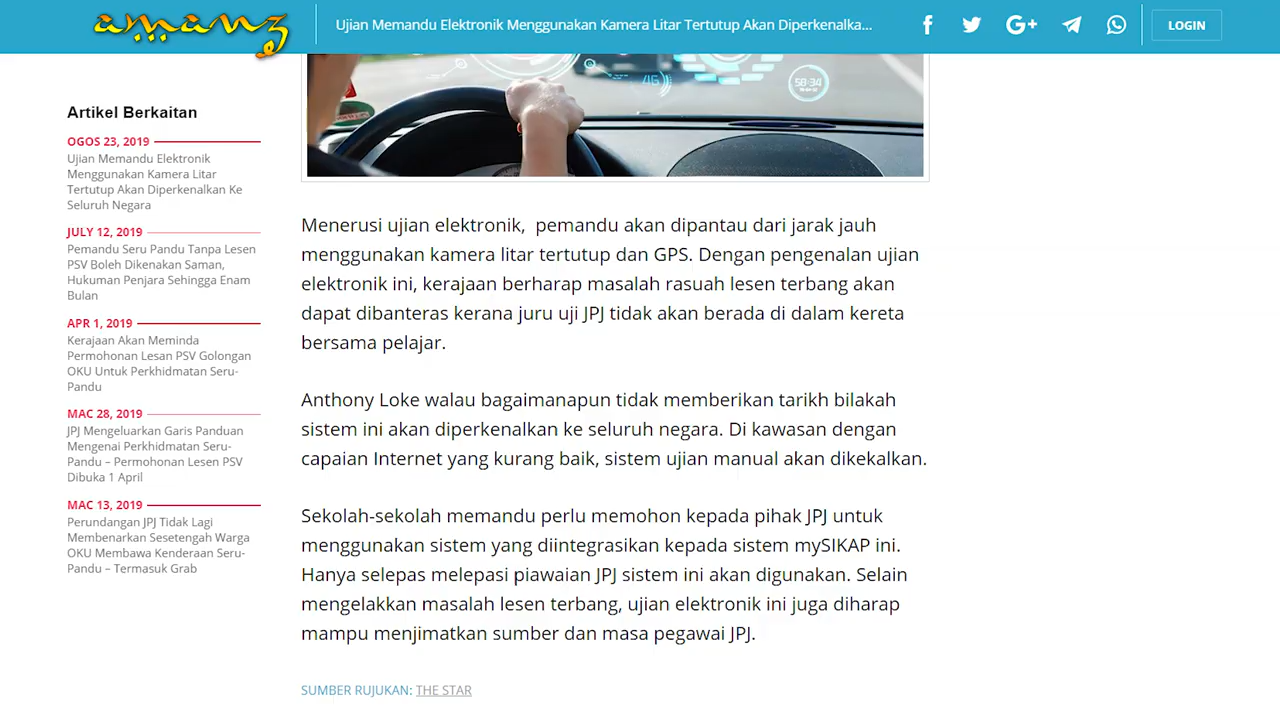 amanz
Ujian Memandu Elektronik Menggunakan Kamera Litar Tertutup Akan Diperkenalka...
LOGIN
46
58:34
Artikel Berkaitan
OGOS 23, 2019
Ujian Memandu Elektronik
Menggunakan Kamera Litar
Tertutup Akan Diperkenalkan Ke
Seluruh Negara
JULY 12, 2019
Pemandu Seru Pandu Tanpa Lesen
PSV Boleh Dikenakan Saman,
Hukuman Penjara Sehingga Enam
Bulan
APR 1, 2019
Kerajaan Akan Meminda
Permohonan Lesan PSV Golongan
OKU Untuk Perkhidmatan Seru-
Pandu
MAC 28, 2019
JPJ Mengeluarkan Garis Panduan
Mengenai Perkhidmatan Seru-
Pandu – Permohonan Lesen PSV
Dibuka 1 April
MAC 13, 2019
Perundangan JPJ Tidak Lagi
Membenarkan Sesetengah Warga
OKU Membawa Kenderaan Seru-
Pandu – Termasuk Grab
Menerusi ujian elektronik, pemandu akan dipantau dari jarak jauh
menggunakan kamera litar tertutup dan GPS. Dengan pengenalan ujian
elektronik ini, kerajaan berharap masalah rasuah lesen terbang akan
dapat dibanteras kerana juru uji JPJ tidak akan berada di dalam kereta
bersama pelajar.
Anthony Loke walau bagaimanapun tidak memberikan tarikh bilakah
sistem ini akan diperkenalkan ke seluruh negara. Di kawasan dengan
capaian Internet yang kurang baik, sistem ujian manual akan dikekalkan.
Sekolah-sekolah memandu perlu memohon kepada pihak JPJ untuk
menggunakan sistem yang diintegrasikan kepada sistem mySIKAP ini.
Hanya selepas melepasi piawaian JPJ sistem ini akan digunakan. Selain
mengelakkan masalah lesen terbang, ujian elektronik ini juga diharap
mampu menjimatkan sumber dan masa pegawai JPJ.
SUMBER RUJUKAN: THE STAR